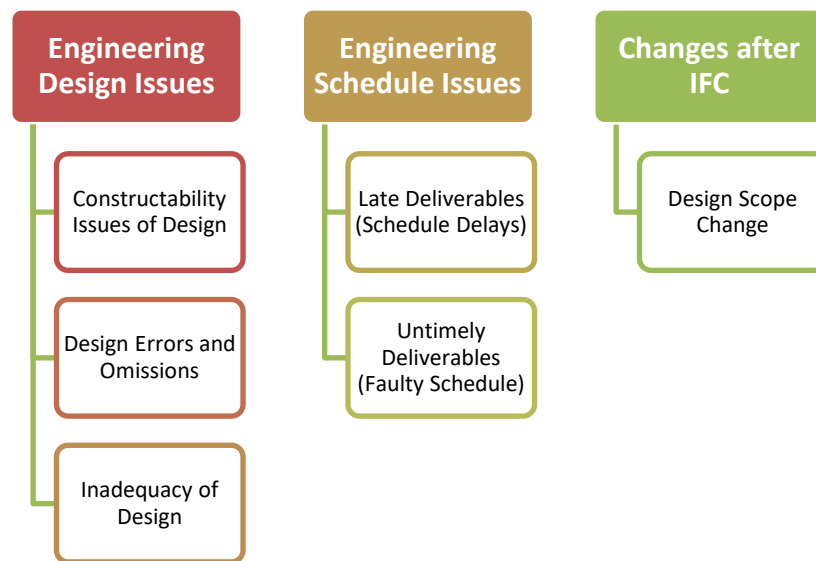 Engineering
Design Issues
Constructability
Issues of Design
Design Errors and
Omissions
Inadequacy of
Design
Engineering
Schedule Issues
Late Deliverables
(Schedule Delays)
Untimely
Deliverables
(Faulty Schedule)
Changes after
IFC
Design Scope
Change